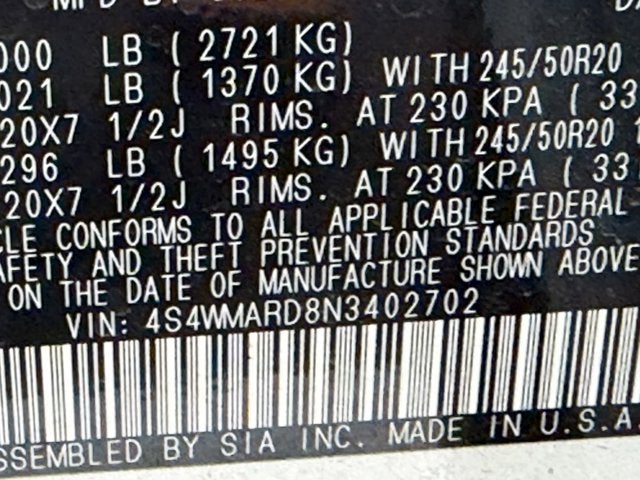 000 LB ( 2721 KG)
021 LB ( 1370 KG) WITH 245/50R20
20X7 1/2J RIMS. AT 230 KPA ( 33
296 LB ( 1495 KG) WITH 245/50R20
20X7 1/2J RIMS. AT 230 KPA ( 33
CLE CONFORMS TO ALL APPLICABLE FEDERAL
AFETY AND THEFT PREVENTION STANDARDS
ON THE DATE OF MANUFACTURE SHOWN ABOVE
VIN: 4S4WMARD8N3402702
SSEMBLED BY SIA INC. MADE IN U.S.A.